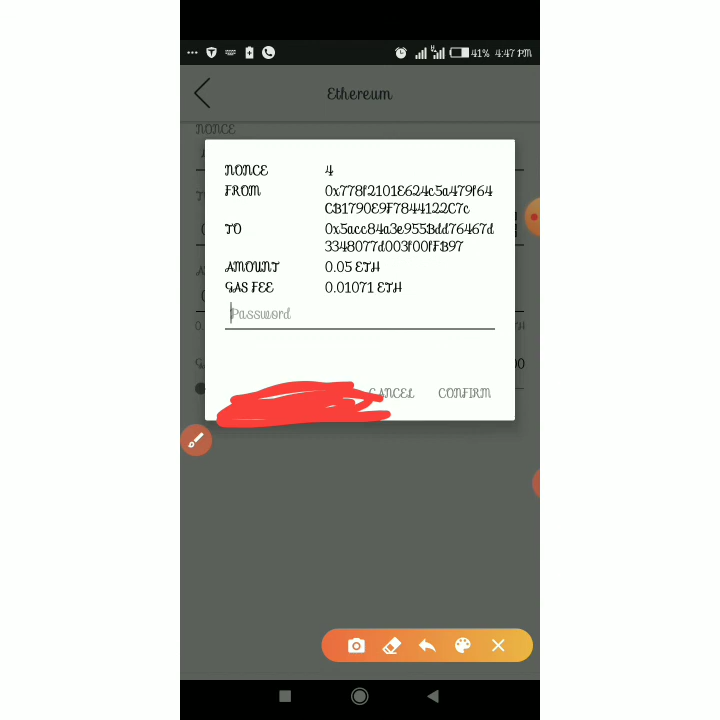 41% 4:47 PM
Ethereum
NONCE
NONCE 4
FROM 0x778f2101E624c5a479f64
CB1790E9F7844122C7c
TO 0x5acc84a3e955Bdd76467d
3348077d003f00fFB97
AMOUNT 0.05 ETH
GAS FEE 0.01071 ETH
Password
CANCEL CONFIRM